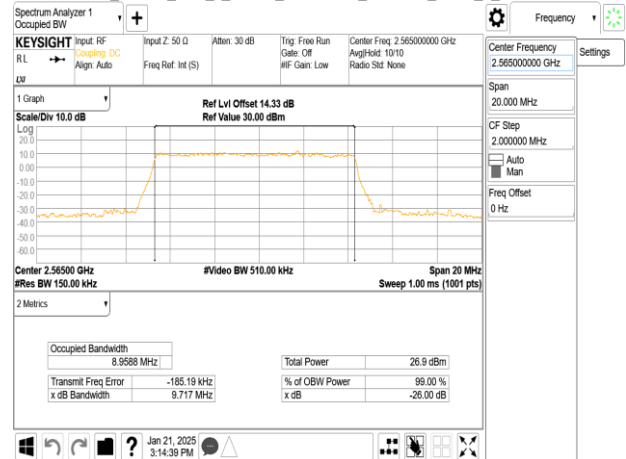 Spectrum Analyzer 1
Occupied BW
Frequency
KEYSIGHT
RL
LXI
Input: RF
Coupling: DC
Align: Auto
Input Z: 50 Ω
Freq Ref: Int (S)
Atten: 30 dB
Trig: Free Run
Gate: Off
#IF Gain: Low
Center Freq: 2.565000000 GHz
Avg|Hold: 10/10
Radio Std: None
Center Frequency
2.565000000 GHz
Settings
Span
20.000 MHz
CF Step
2.000000 MHz
Auto
Man
Freq Offset
0 Hz
1 Graph
Scale/Div 10.0 dB
Ref Lvl Offset 14.33 dB
Ref Value 30.00 dBm
Log
20.0
10.0
0.00
-10.0
-20.0
-30.0
-40.0
-50.0
-60.0
Center 2.56500 GHz
#Video BW 510.00 kHz
Span 20 MHz
#Res BW 150.00 kHz
Sweep 1.00 ms (1001 pts)
2 Metrics
Occupied Bandwidth
8.9588 MHz
Total Power 26.9 dBm
Transmit Freq Error -185.19 kHz
% of OBW Power 99.00 %
x dB Bandwidth 9.717 MHz
x dB -26.00 dB
?
Jan 21, 2025
3:14:39 PM